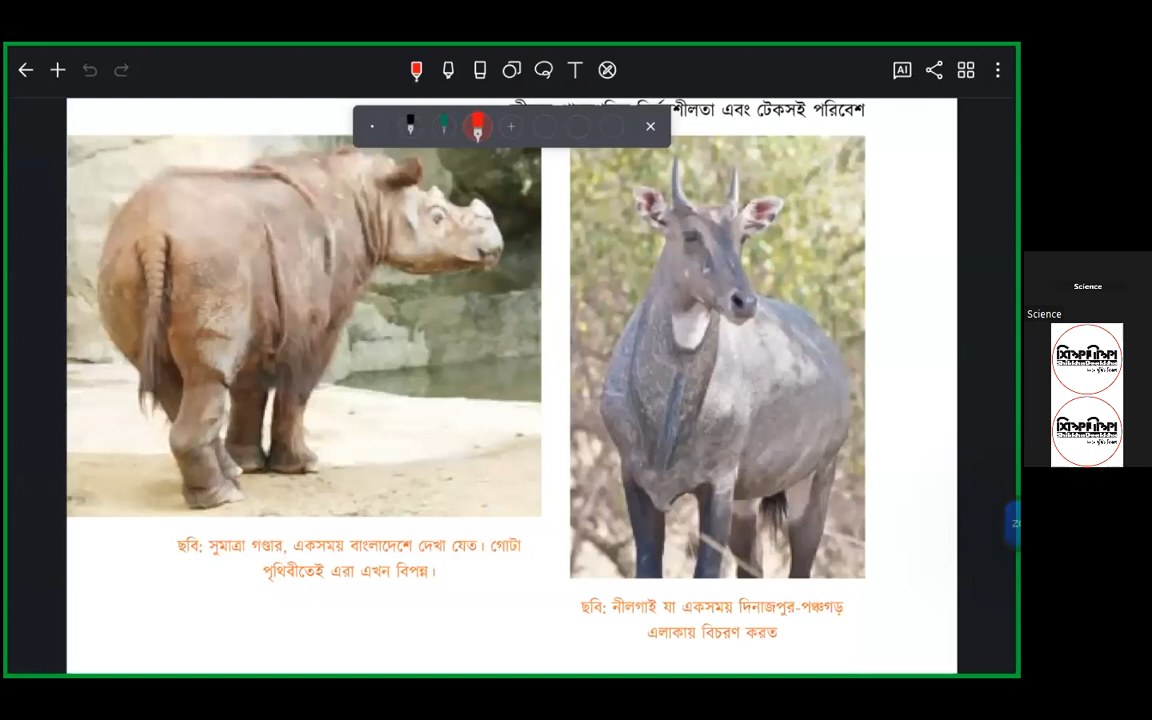 AI
শীলতা এবং টেকসই পরিবেশ
ছবি: সুমাত্রা গণ্ডার, একসময় বাংলাদেশে দেখা যেত। গোটা
পৃথিবীতেই এরা এখন বিপন্ন।
ছবি: নীলগাই যা একসময় দিনাজপুর-পঞ্চগড়
এলাকায় বিচরণ করত
Science
Science